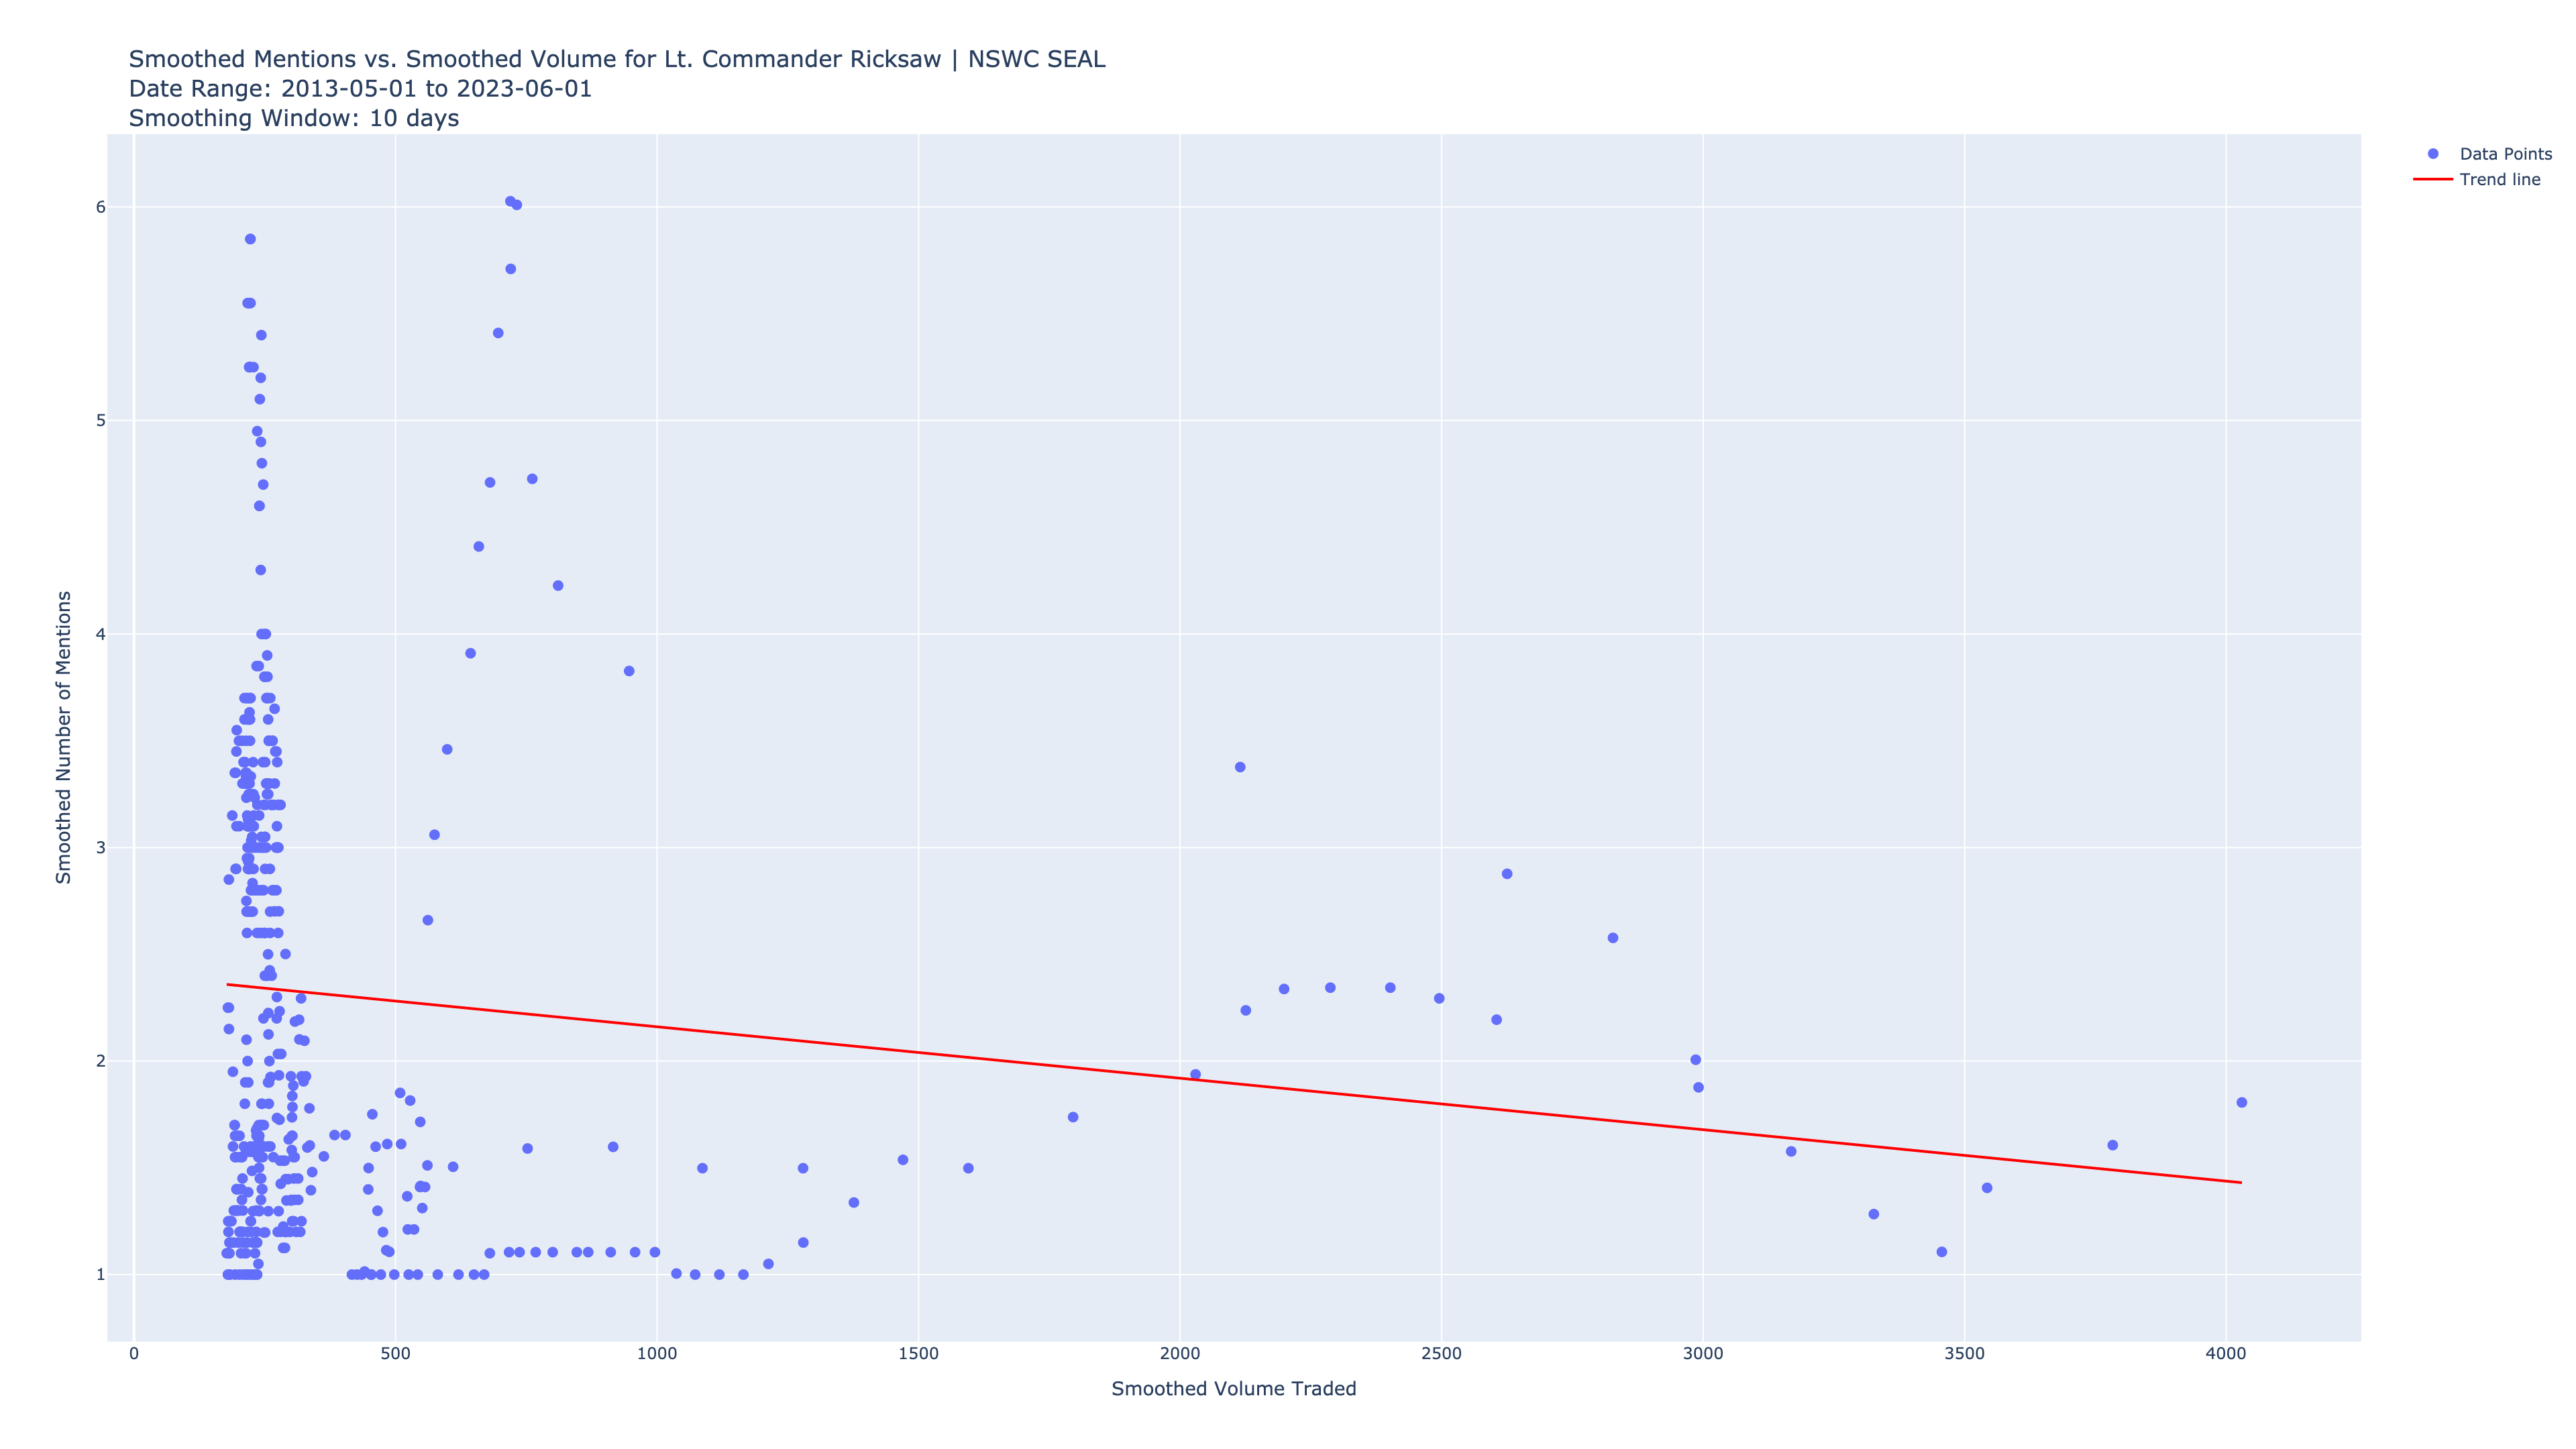 Smoothed Mentions vs. Smoothed Volume for Lt. Commander Ricksaw | NSWC SEAL
Date Range: 2013-05-01 to 2023-06-01
Smoothing Window: 10 days
Data Points
Trend line
6
5
4
3
2
1
Smoothed Number of Mentions
0 500 1000 1500 2000 2500 3000 3500 4000
Smoothed Volume Traded